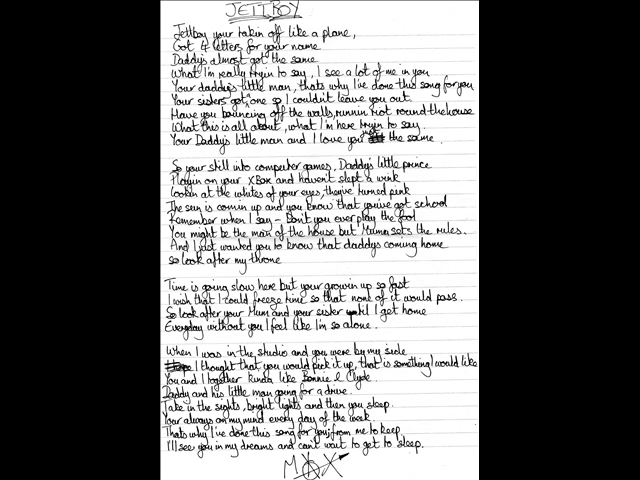 JETTBOY
Jettboy your takin off like a plane,
Got 4 letters for your name
Daddy's almost got the same
What I'm really tryin to say, I see a lot of me in you
Your daddy's little man, thats why I've done this song for you
Your sisters got one so I couldn't leave you out.
Have you bouncing off the walls, runnin riot round the house
What this is all about, what I'm here tryin to say.
Your Daddy's little man and I love you just the same.
So your still into computer games, Daddy's little prince
Playin on your XBox and haven't slept a wink
Lookin at the whites of your eyes, they've turned pink
The sun is comin up and you know that you've got school
Remember when I say - Don't you ever play the fool
You might be the man of the house but Muma sets the rules.
And I just wanted you to know that daddys coming home
so look after my throne
Time is going slow here but your growin up so fast
I wish that I could freeze time so that none of it would pass.
So look after your Mum and your sister until I get home
Everyday without you I feel like I'm so alone.
When I was in the studio and you were by my side
I thought that you would pick it up, that is something I would like
You and I together kinda like Bonnie & Clyde.
Daddy and his little man going for a drive.
Take in the sights, bright lights and then you sleep.
Your always on my mind every day of the week.
Thats why I've done this song for you, from me to keep
I'll see you in my dreams and can't wait to get to sleep.
MAX